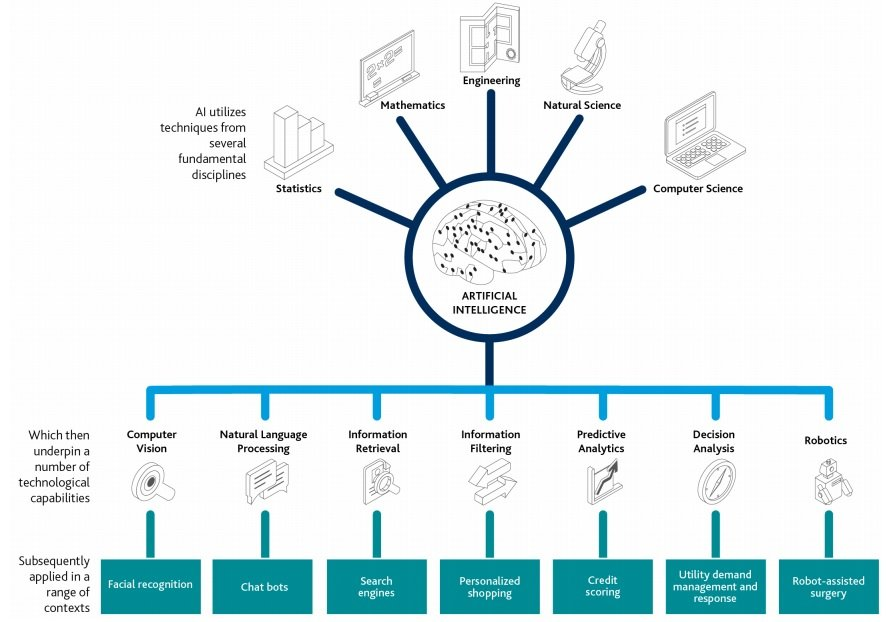 Engineering
Mathematics
Natural Science
AI utilizes
techniques from
several
fundamental
disciplines
2×2=
=
Statistics
Computer Science
ARTIFICIAL
INTELLIGENCE
Which then
underpin a
number of
technological
capabilities
Computer
Vision
Natural Language
Processing
Information
Retrieval
Information
Filtering
Predictive
Analytics
Decision
Analysis
Robotics
Subsequently
applied in a
range of
contexts
Facial recognition
Chat bots
Search
engines
Personalized
shopping
Credit
scoring
Utility demand
management and
response
Robot-assisted
surgery